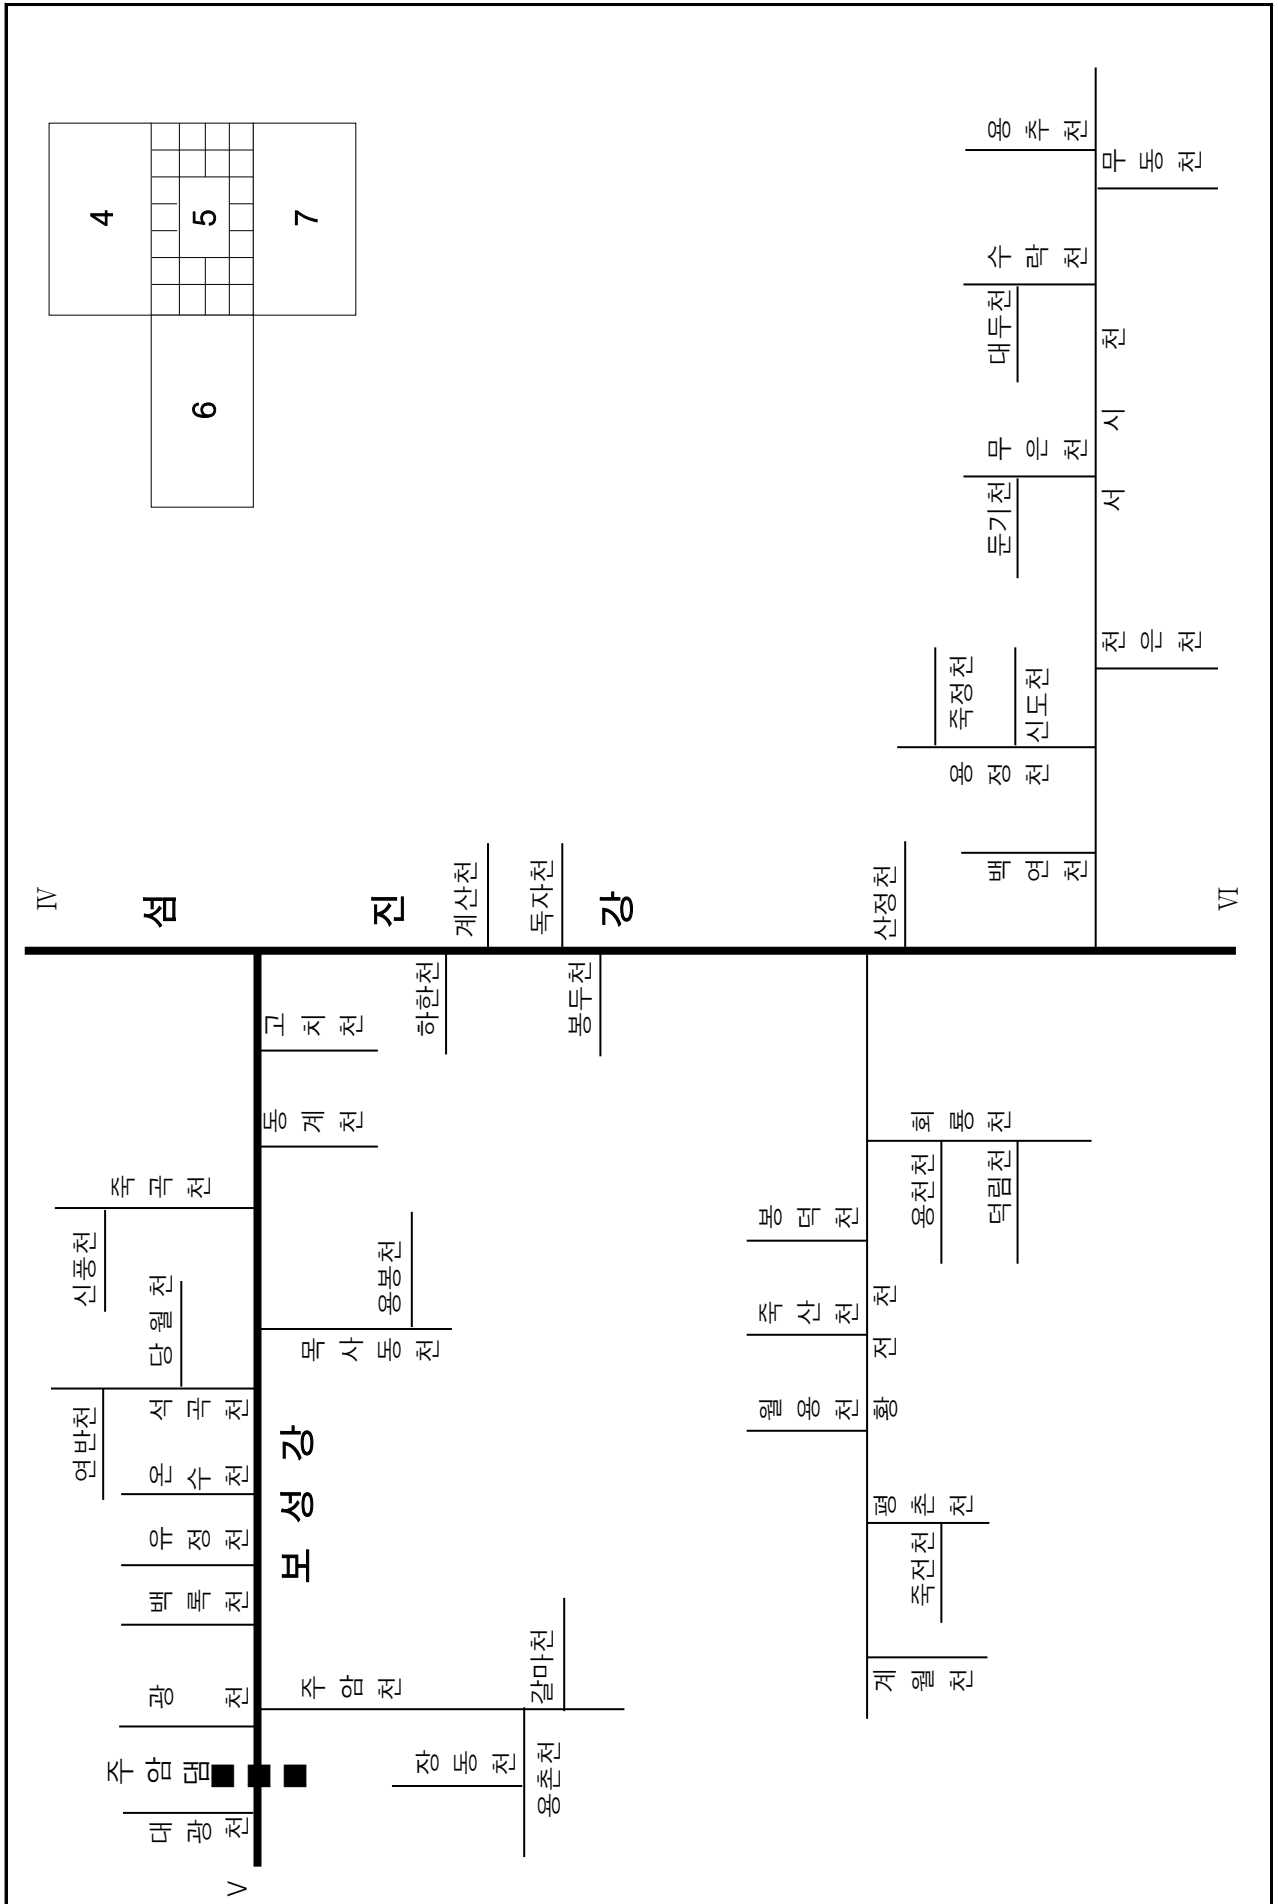 4
5
7
6
용추천
무동천
수락천
대두천
무은천
둔기천
서시천
천은천
죽정천
신도천
용정천
백연천
산정천
Ⅳ
섬진강
Ⅵ
계산천
독자천
하한천
봉두천
고치천
동계천
죽곡천
신풍천
당월천
용봉천
목사동천
석곡천
연반천
온수천
유정천
백록천
보성강
광천
주암천
갈마천
주암댐
장동천
용촌천
대광천
Ⅴ
회룡천
용천천
덕림천
봉덕천
죽산천
월용천
황전천
평촌천
죽전천
계월천